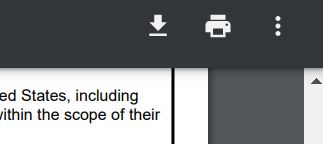 ed States, including
within the scope of their